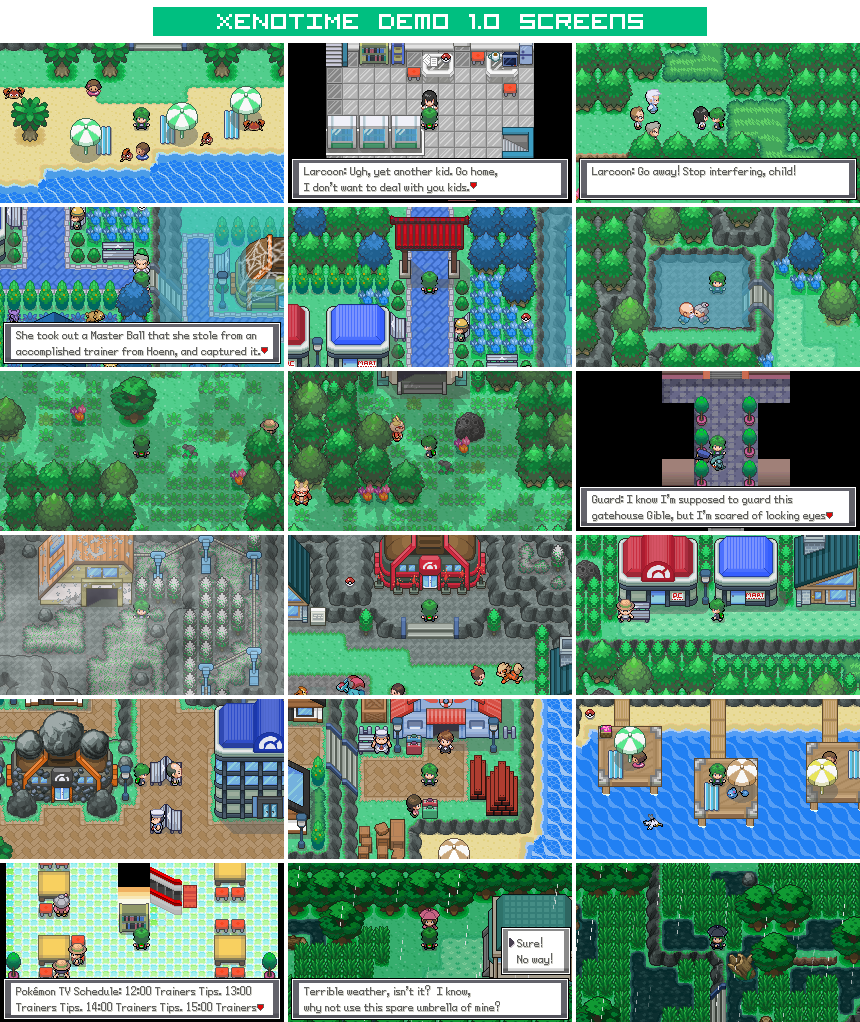 XENOTIME DEMO 1.0 SCREENS
Larcoon: Ugh, yet another kid. Go home,
I don't want to deal with you kids.
Larcoon: Go away! Stop interfering, child!
She took out a Master Ball that she stole from an
accomplished trainer from Hoenn, and captured it.
MART
Guard: I know I'm supposed to guard this
gatehouse Gible, but I'm scared of locking eyes
P.C
MART
Pokémon TV Schedule: 12:00 Trainers Tips. 13:00
Trainers Tips. 14:00 Trainers Tips. 15:00 Trainers
Sure!
No way!
Terrible weather, isn't it? I know,
why not use this spare umbrella of mine?